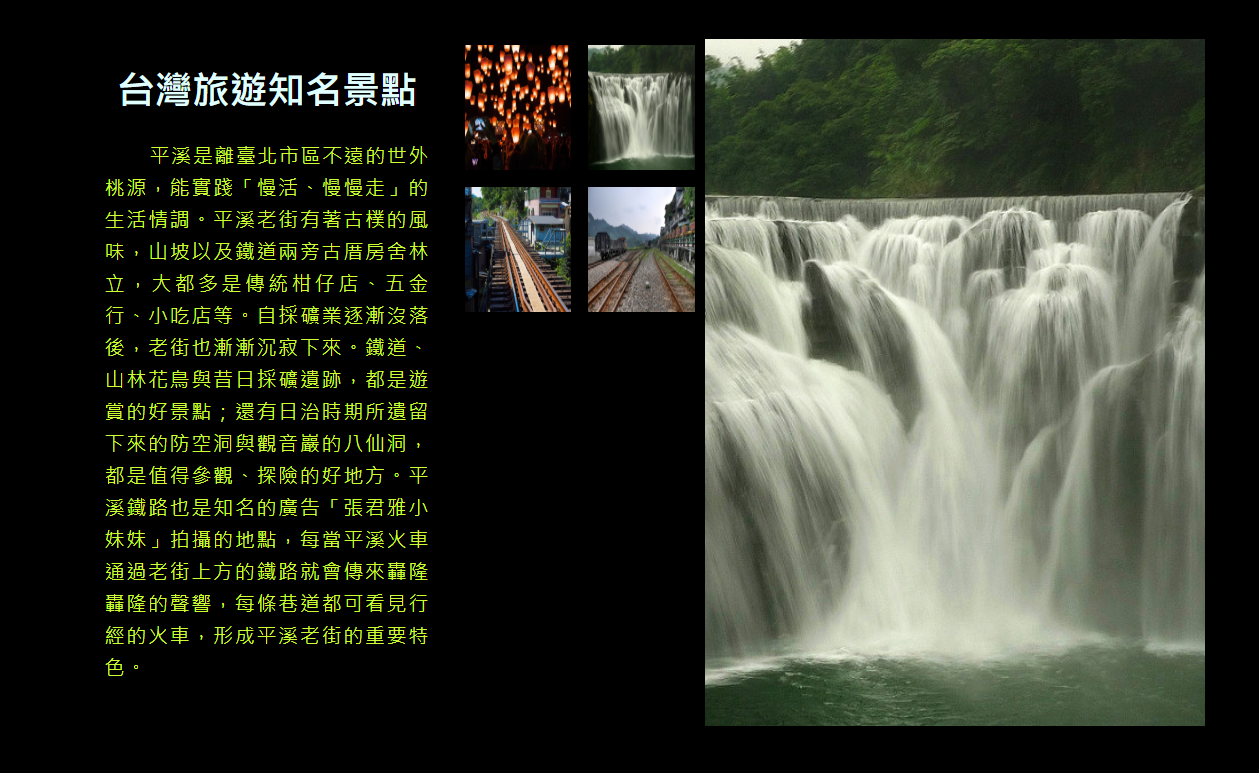 台灣旅遊知名景點
平溪是離臺北市區不遠的世外
桃源，能實踐「慢活、慢慢走」的
生活情調。平溪老街有著古樸的風
味，山坡以及鐵道兩旁古厝房舍林
立，大都多是傳統柑仔店、五金
行、小吃店等。自採礦業逐漸沒落
後，老街也漸漸沉寂下來。鐵道、
山林花鳥與昔日採礦遺跡，都是遊
賞的好景點；還有日治時期所遺留
下來的防空洞與觀音巖的八仙洞，
都是值得參觀、探險的好地方。平
溪鐵路也是知名的廣告「張君雅小
妹妹」拍攝的地點，每當平溪火車
通過老街上方的鐵路就會傳來轟隆
轟隆的聲響，每條巷道都可看見行
經的火車，形成平溪老街的重要特
色。